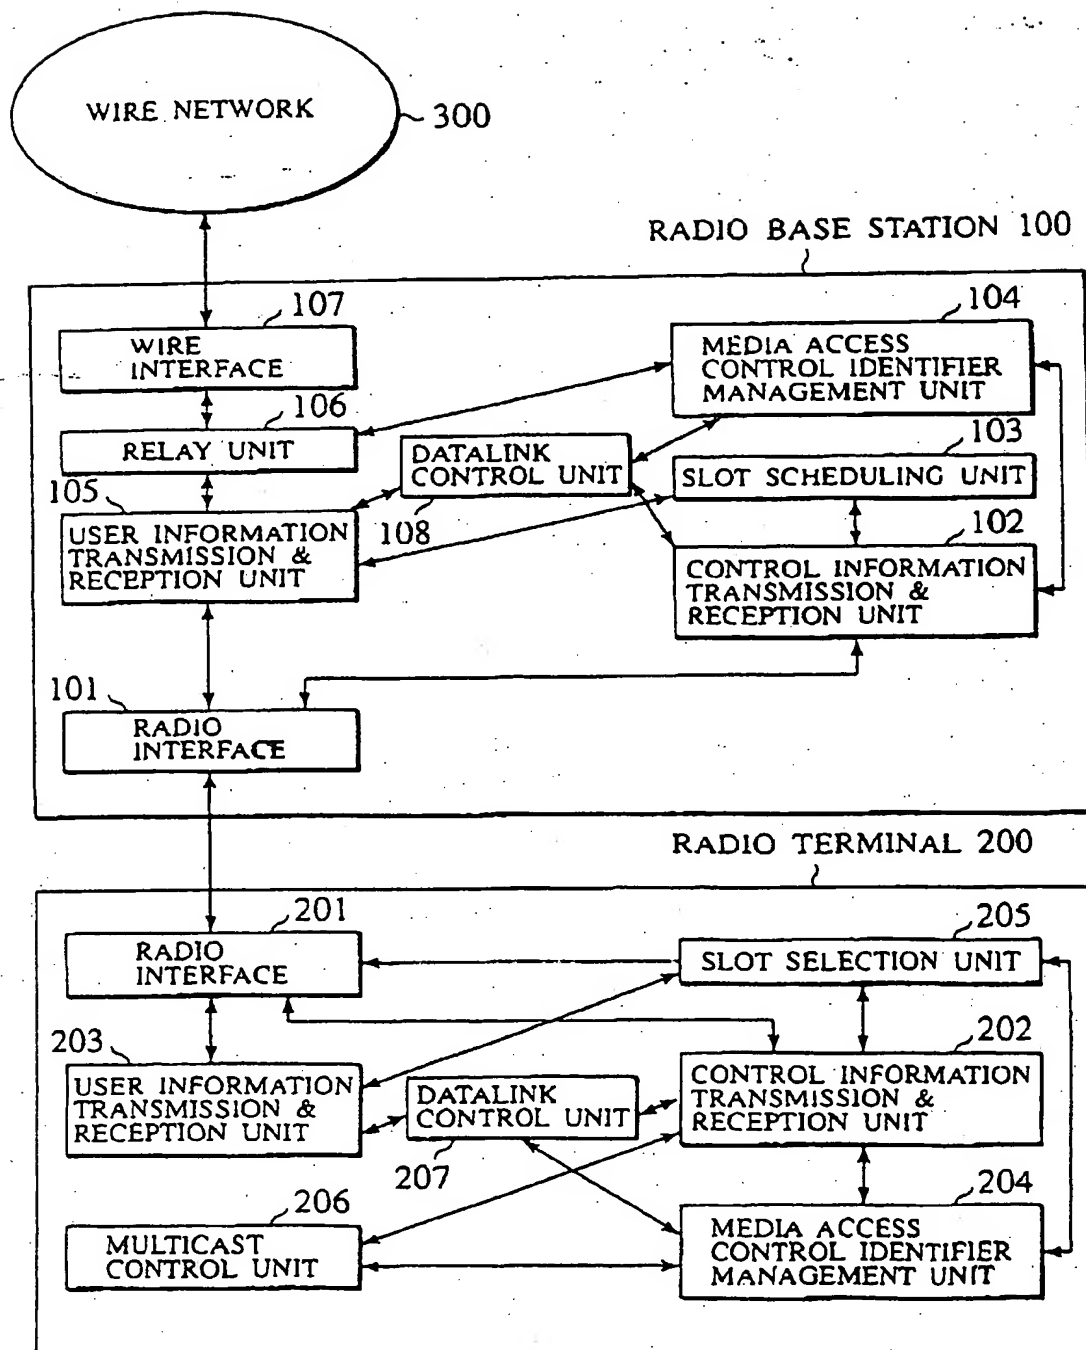 WIRE NETWORK
300
RADIO BASE STATION 100
107
WIRE
INTERFACE
104
MEDIA ACCESS
CONTROL IDENTIFIER
MANAGEMENT UNIT
106
RELAY UNIT
DATALINK
CONTROL UNIT
108
103
SLOT SCHEDULING UNIT
105
USER INFORMATION
TRANSMISSION &
RECEPTION UNIT
102
CONTROL INFORMATION
TRANSMISSION &
RECEPTION UNIT
101
RADIO
INTERFACE
RADIO TERMINAL 200
201
RADIO
INTERFACE
205
SLOT SELECTION UNIT
203
USER INFORMATION
TRANSMISSION &
RECEPTION UNIT
DATALINK
CONTROL UNIT
207
202
CONTROL INFORMATION
TRANSMISSION &
RECEPTION UNIT
206
MULTICAST
CONTROL UNIT
204
MEDIA ACCESS
CONTROL IDENTIFIER
MANAGEMENT UNIT